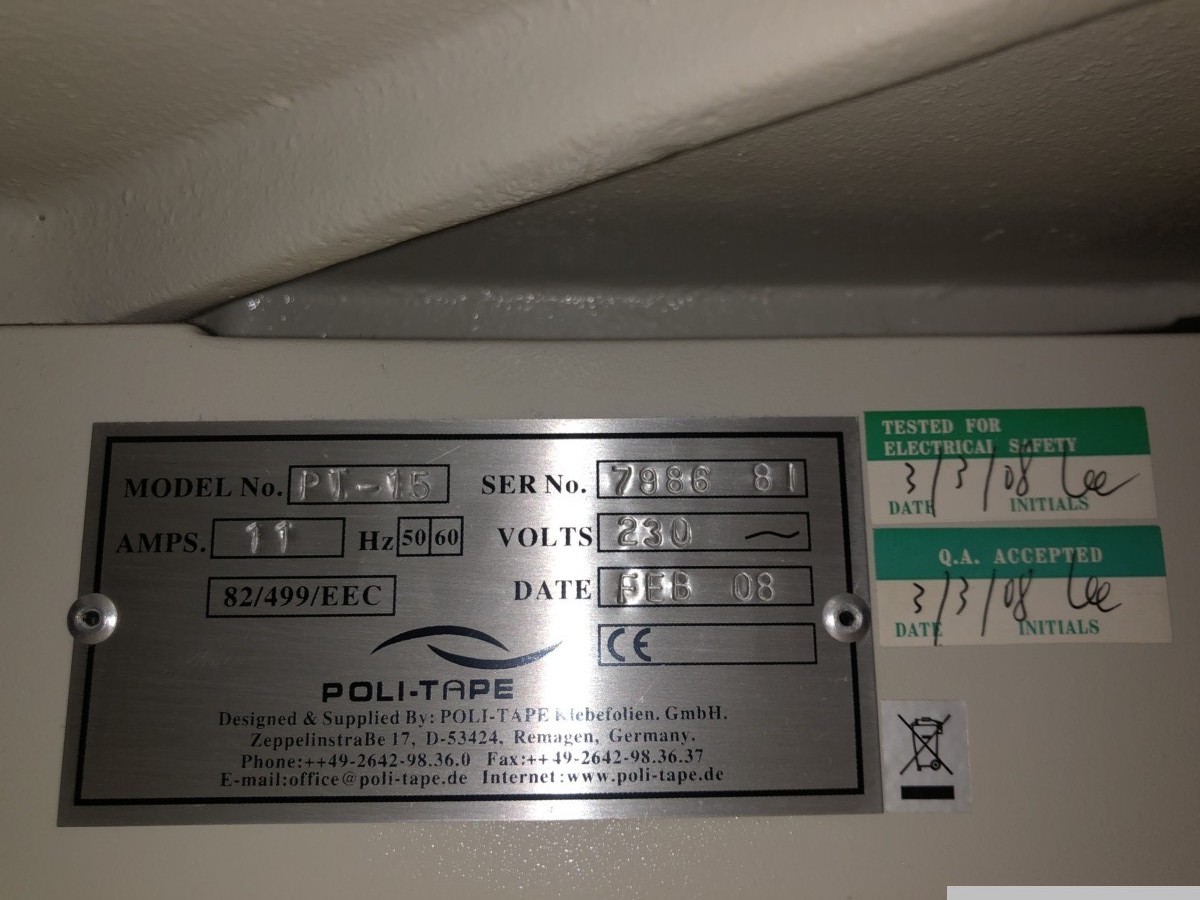 MODEL No. PT-15 SER No. 7986 81
AMPS. 11 Hz 50 60 VOLTS 230 ~
82/499/EEC DATE FEB 08
CE
POLI-TAPE
Designed & Supplied By: POLI-TAPE Klebefolien. GmbH.
ZeppelinstraBe 17, D-53424, Remagen, Germany.
Phone:++49-2642-98.36.0 Fax:++49-2642-98.36.37
E-mail:office@poli-tape.de Internet:www.poli-tape.de
TESTED FOR
ELECTRICAL SAFETY
3/3/08 Lee
DATE INITIALS
Q.A. ACCEPTED
3/3/08 Lee
DATE INITIALS